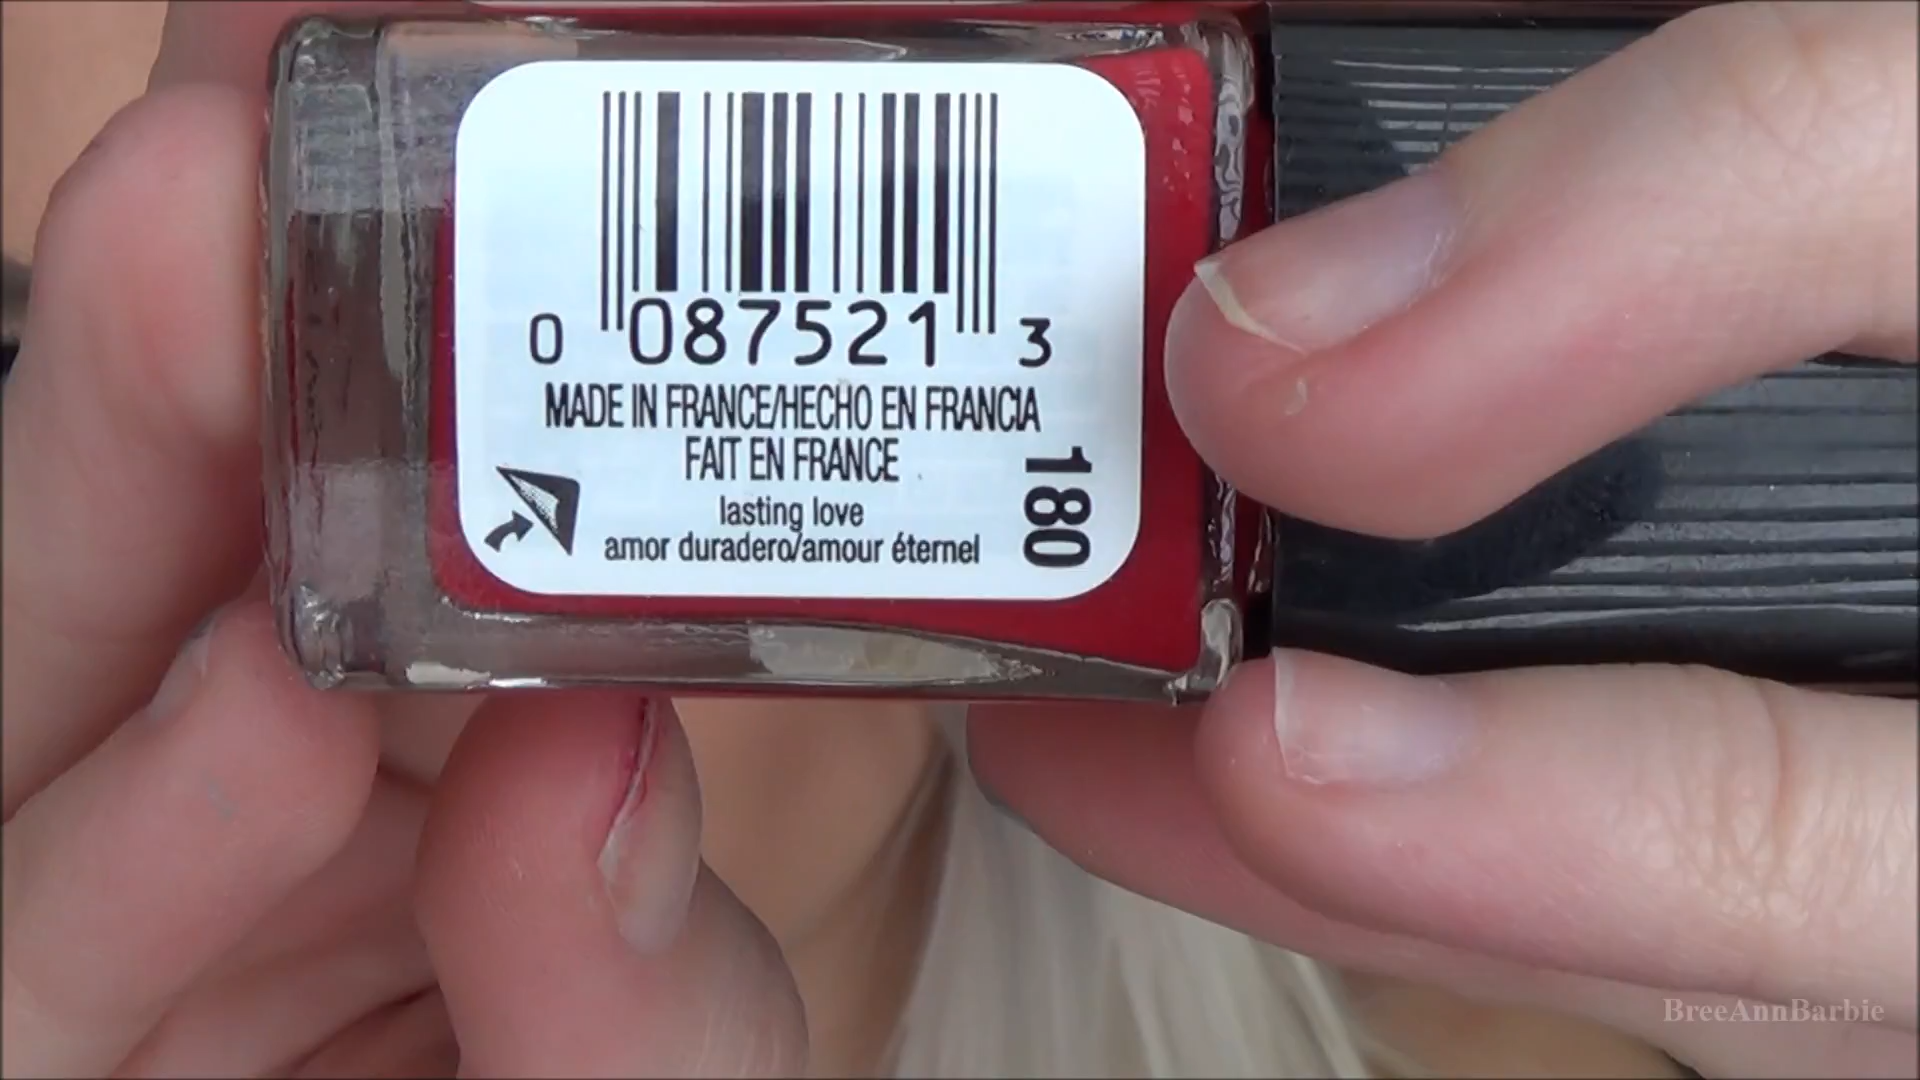 0 087521 3
MADE IN FRANCE/HECHO EN FRANCIA
FAIT EN FRANCE
lasting love
amor duradero/amour éternel
180
BreeAnnBarbie